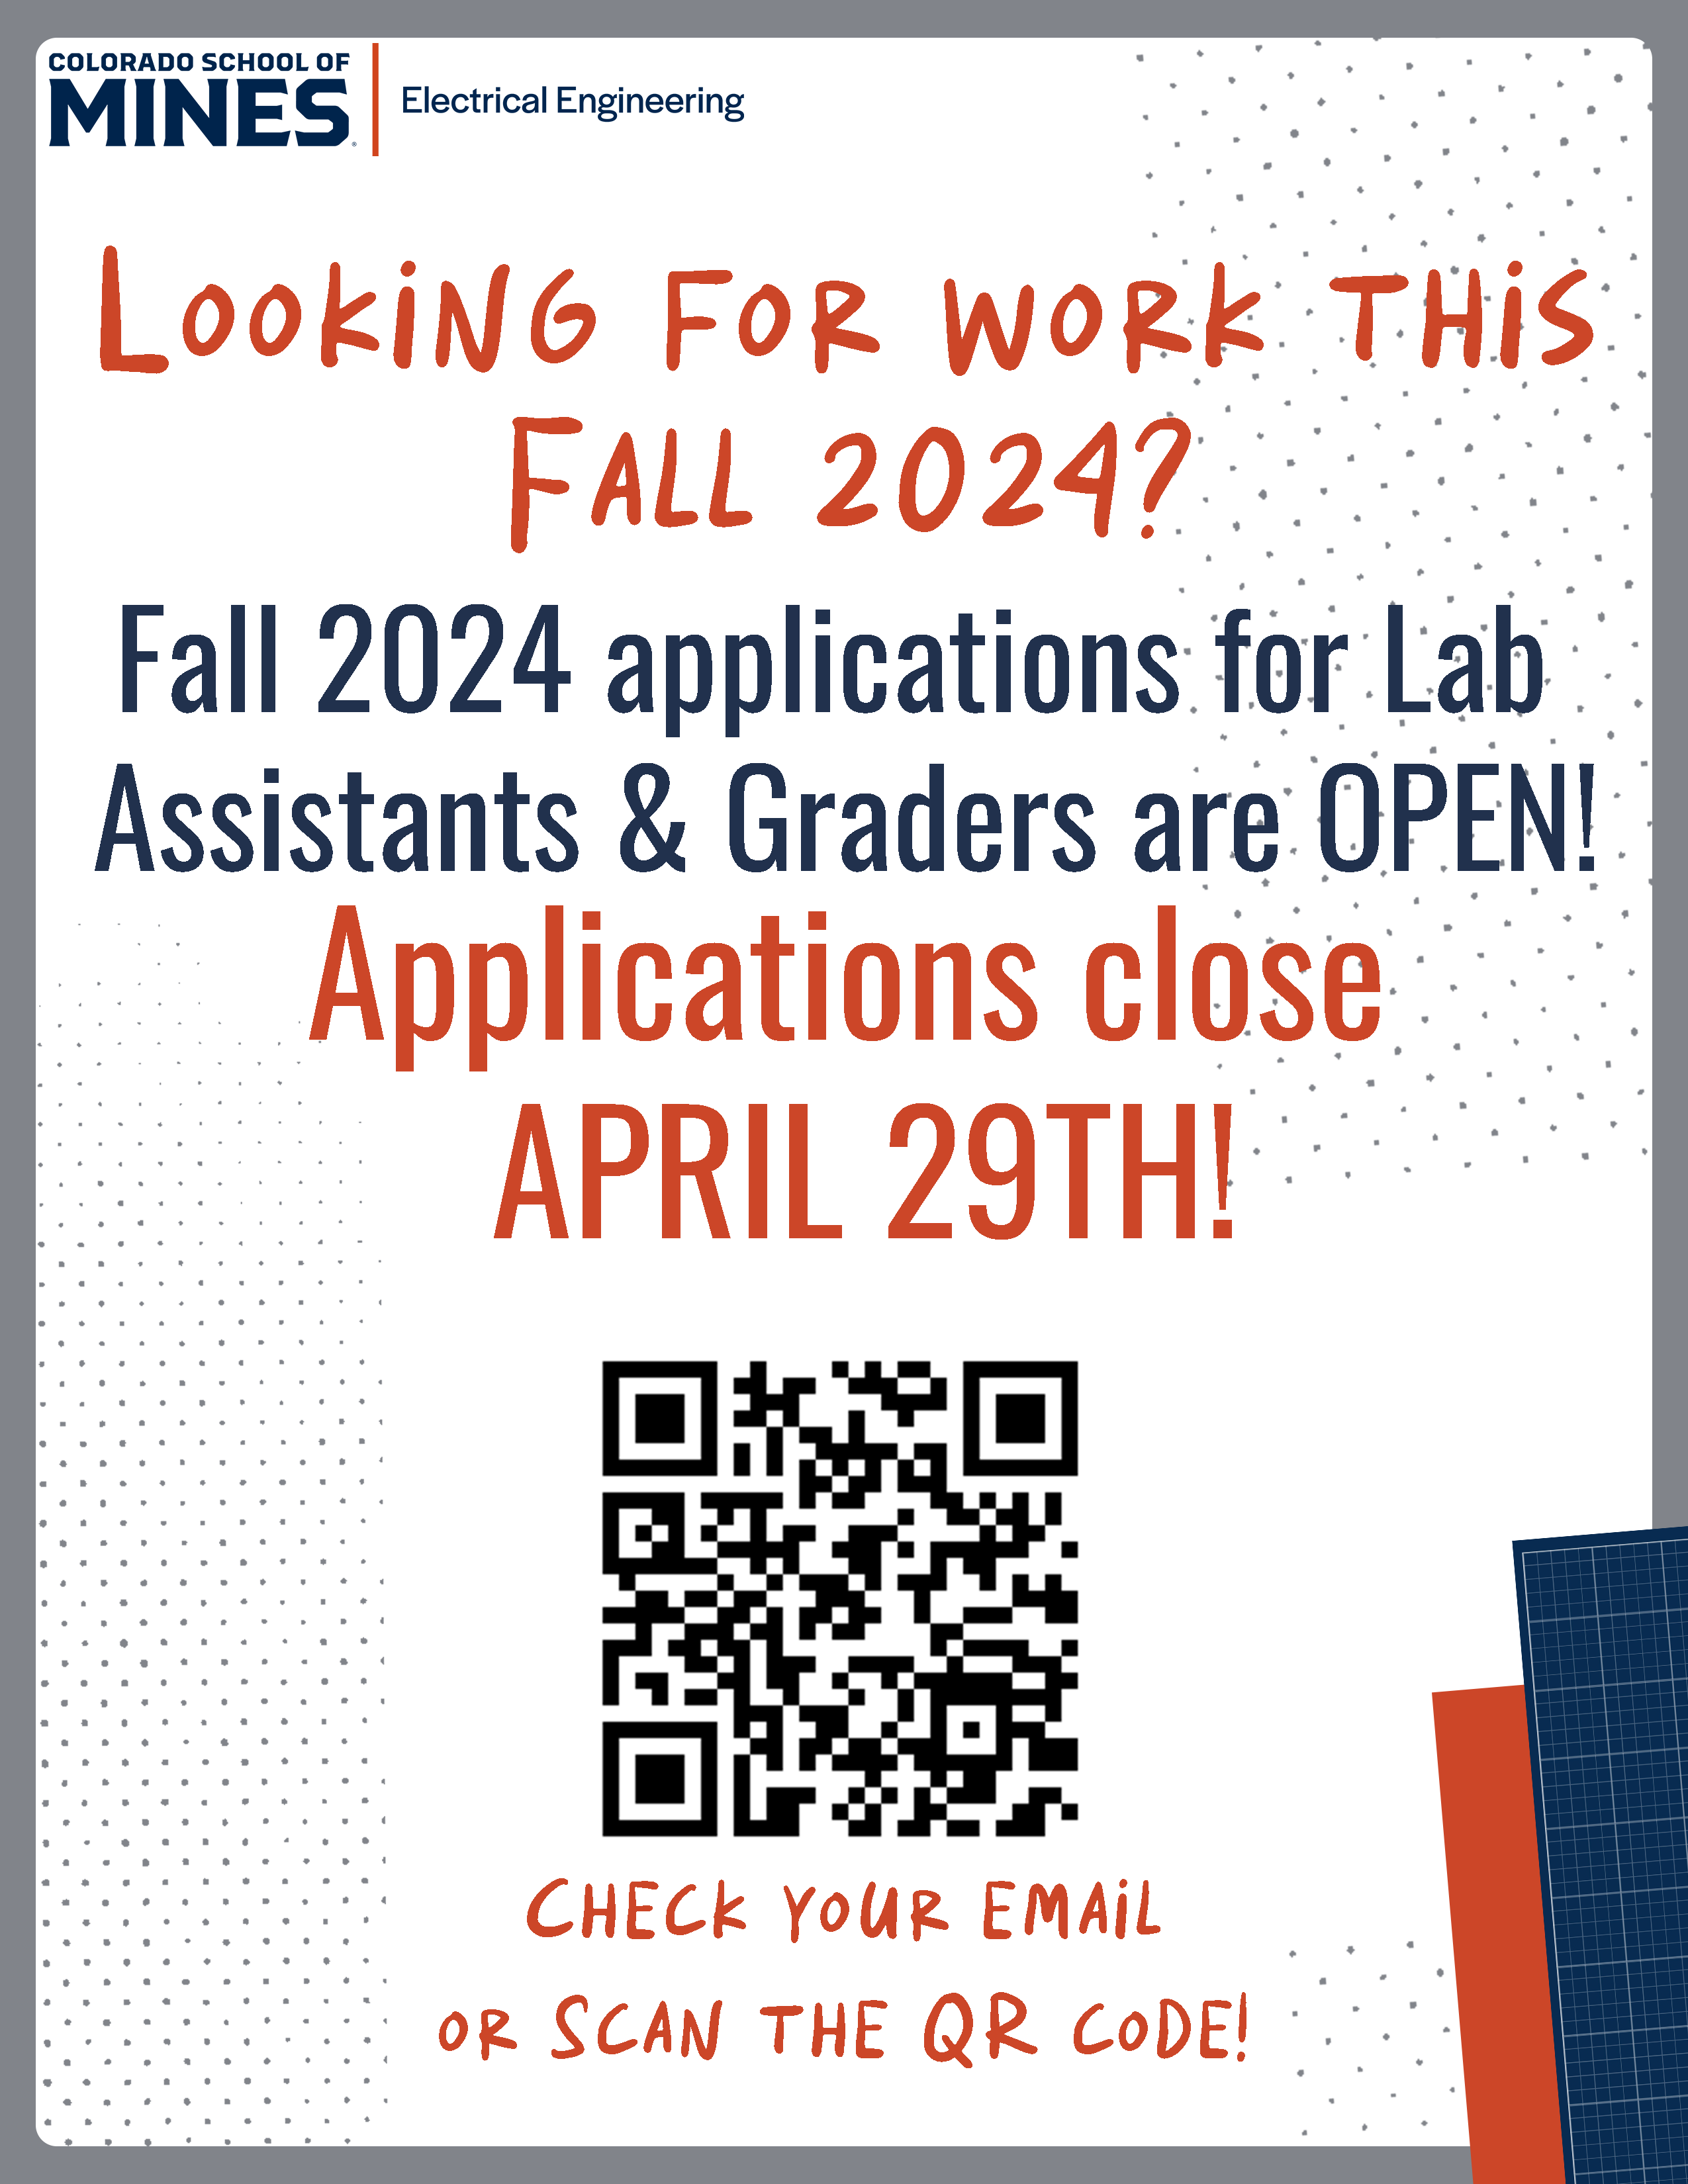 COLORADO SCHOOL OF
MINES
Electrical Engineering
LOOKING FOR WORK THIS
FALL 2024?
Fall 2024 applications for Lab
Assistants & Graders are OPEN!
Applications close
APRIL 29TH!
CHECK YOUR EMAIL
OR SCAN THE QR CODE!